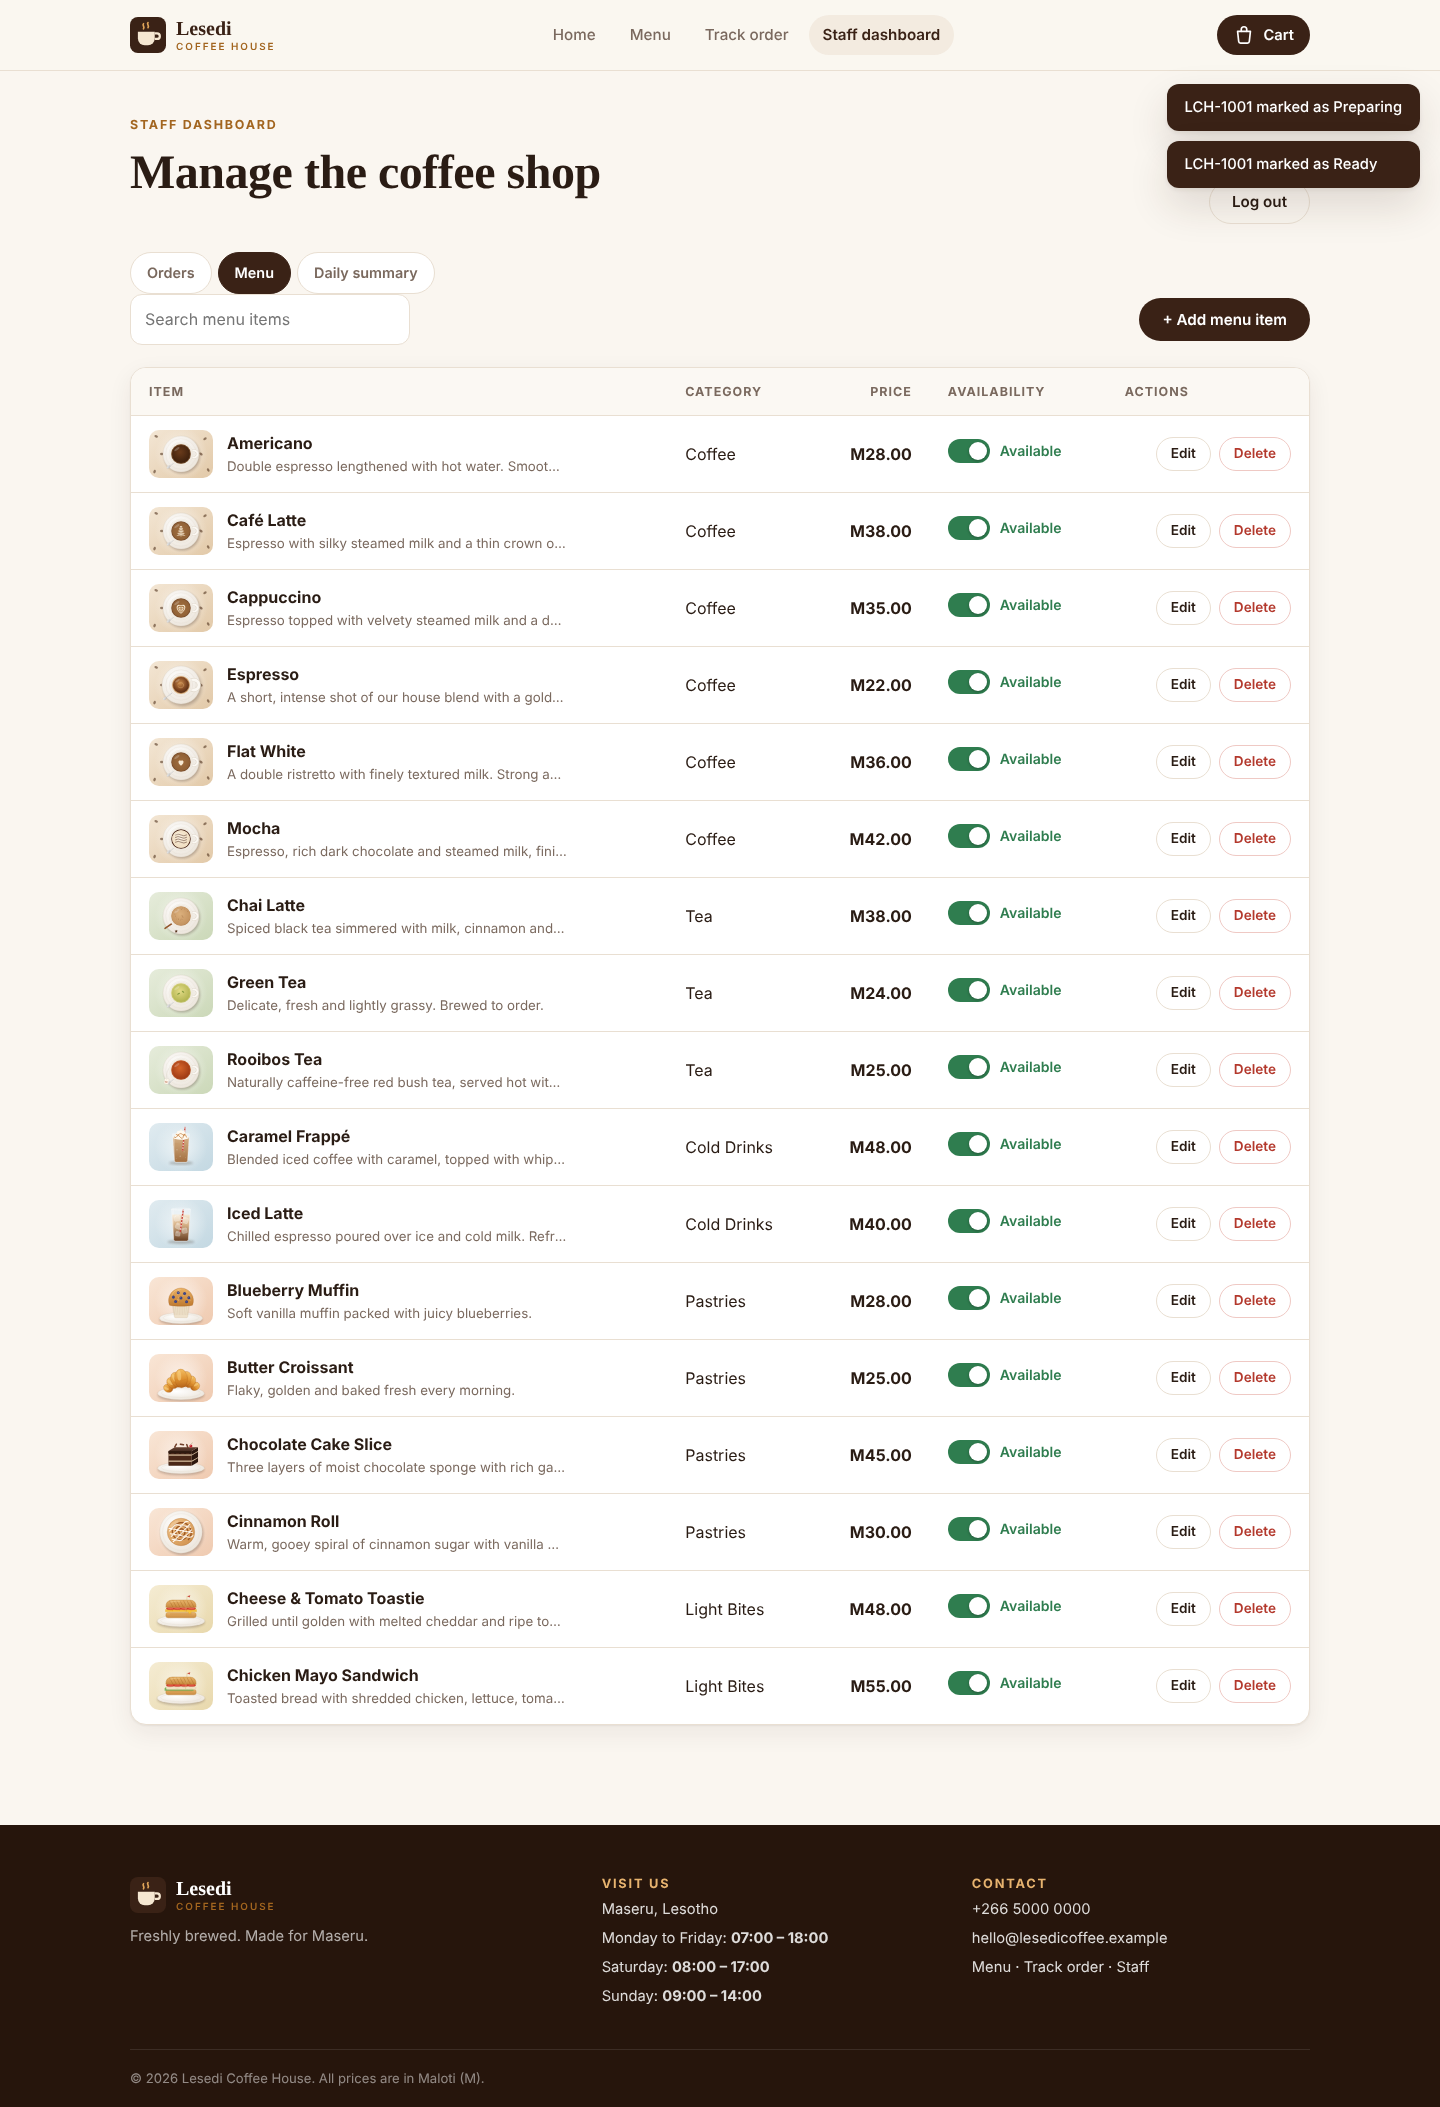 Lesedi
COFFEE HOUSE
Home
Menu
Track order
Staff dashboard
Cart
LCH-1001 marked as Preparing
LCH-1001 marked as Ready
STAFF DASHBOARD
Manage the coffee shop
Log out
Orders
Menu
Daily summary
Search menu items
+ Add menu item
ITEM CATEGORY PRICE AVAILABILITY ACTIONS
Americano
Double espresso lengthened with hot water. Smoot...
Coffee M28.00 Available Edit Delete
Café Latte
Espresso with silky steamed milk and a thin crown o...
Coffee M38.00 Available Edit Delete
Cappuccino
Espresso topped with velvety steamed milk and a d...
Coffee M35.00 Available Edit Delete
Espresso
A short, intense shot of our house blend with a gold...
Coffee M22.00 Available Edit Delete
Flat White
A double ristretto with finely textured milk. Strong a...
Coffee M36.00 Available Edit Delete
Mocha
Espresso, rich dark chocolate and steamed milk, fini...
Coffee M42.00 Available Edit Delete
Chai Latte
Spiced black tea simmered with milk, cinnamon and...
Tea M38.00 Available Edit Delete
Green Tea
Delicate, fresh and lightly grassy. Brewed to order.
Tea M24.00 Available Edit Delete
Rooibos Tea
Naturally caffeine-free red bush tea, served hot wit...
Tea M25.00 Available Edit Delete
Caramel Frappé
Blended iced coffee with caramel, topped with whip...
Cold Drinks M48.00 Available Edit Delete
Iced Latte
Chilled espresso poured over ice and cold milk. Refr...
Cold Drinks M40.00 Available Edit Delete
Blueberry Muffin
Soft vanilla muffin packed with juicy blueberries.
Pastries M28.00 Available Edit Delete
Butter Croissant
Flaky, golden and baked fresh every morning.
Pastries M25.00 Available Edit Delete
Chocolate Cake Slice
Three layers of moist chocolate sponge with rich ga...
Pastries M45.00 Available Edit Delete
Cinnamon Roll
Warm, gooey spiral of cinnamon sugar with vanilla ...
Pastries M30.00 Available Edit Delete
Cheese & Tomato Toastie
Grilled until golden with melted cheddar and ripe to...
Light Bites M48.00 Available Edit Delete
Chicken Mayo Sandwich
Toasted bread with shredded chicken, lettuce, toma...
Light Bites M55.00 Available Edit Delete
Lesedi
COFFEE HOUSE
Freshly brewed. Made for Maseru.
VISIT US
Maseru, Lesotho
Monday to Friday: 07:00 – 18:00
Saturday: 08:00 – 17:00
Sunday: 09:00 – 14:00
CONTACT
+266 5000 0000
hello@lesedicoffee.example
Menu · Track order · Staff
© 2026 Lesedi Coffee House. All prices are in Maloti (M).